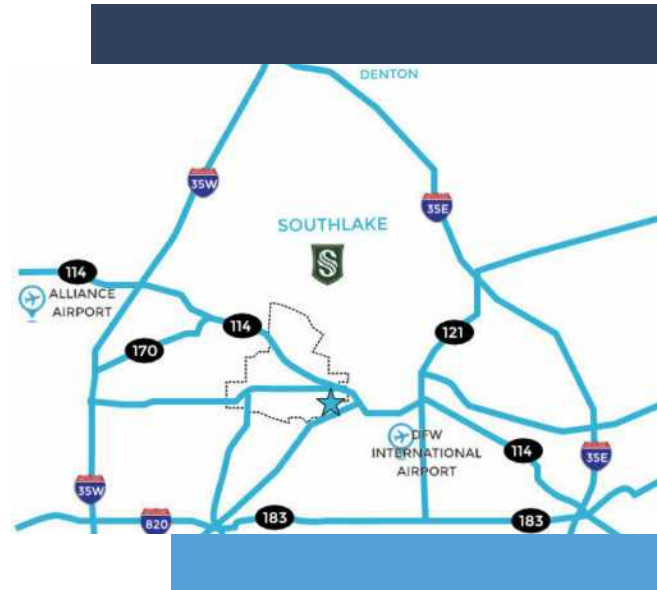 DENTON
35W
35E
SOUTHLAKE
S
114
ALLIANCE
AIRPORT
114
121
170
DFW
INTERNATIONAL
AIRPORT
114
35E
35W
820
183
183